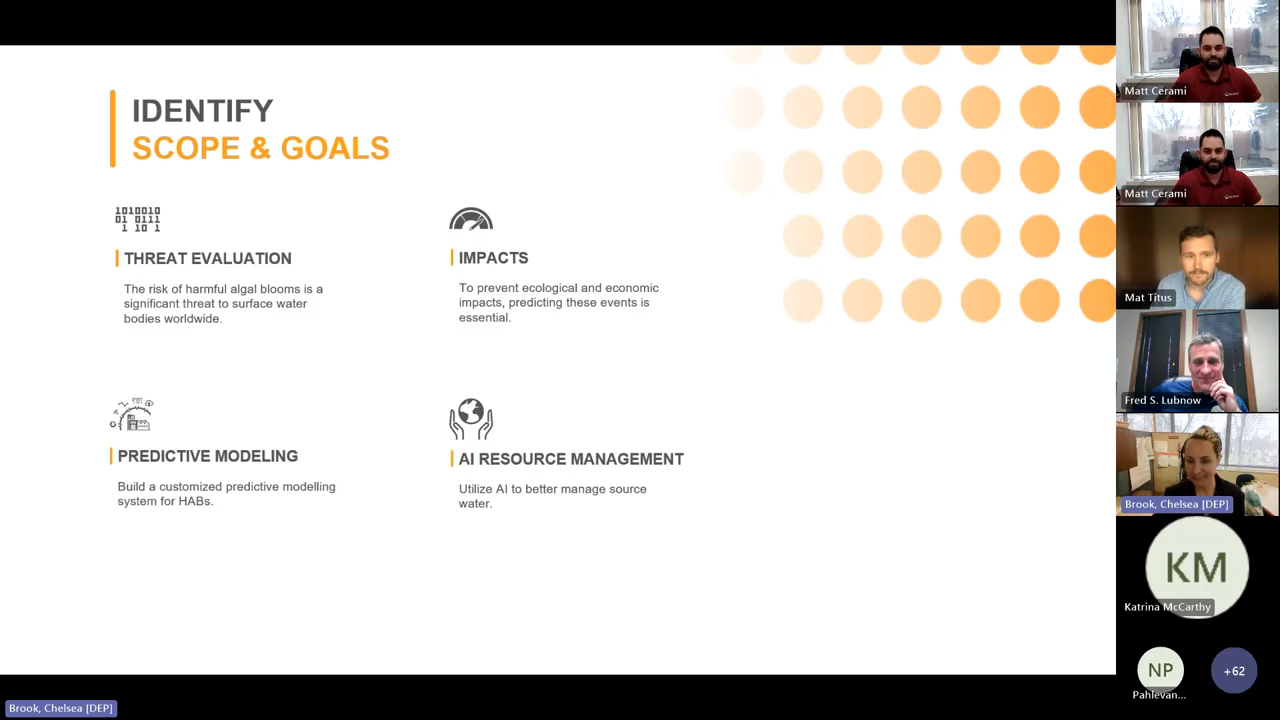 IDENTIFY
SCOPE & GOALS
1010010
01 0111
1 10 1
THREAT EVALUATION
The risk of harmful algal blooms is a
significant threat to surface water
bodies worldwide.
IMPACTS
To prevent ecological and economic
impacts, predicting these events is
essential.
PREDICTIVE MODELING
Build a customized predictive modelling
system for HABs.
AI RESOURCE MANAGEMENT
Utilize AI to better manage source
water.
Matt Cerami
Matt Cerami
Mat Titus
Fred S. Lubnow
Brook, Chelsea [DEP]
KM
Katrina McCarthy
NP
Pahlevan...
+62
Brook, Chelsea [DEP]